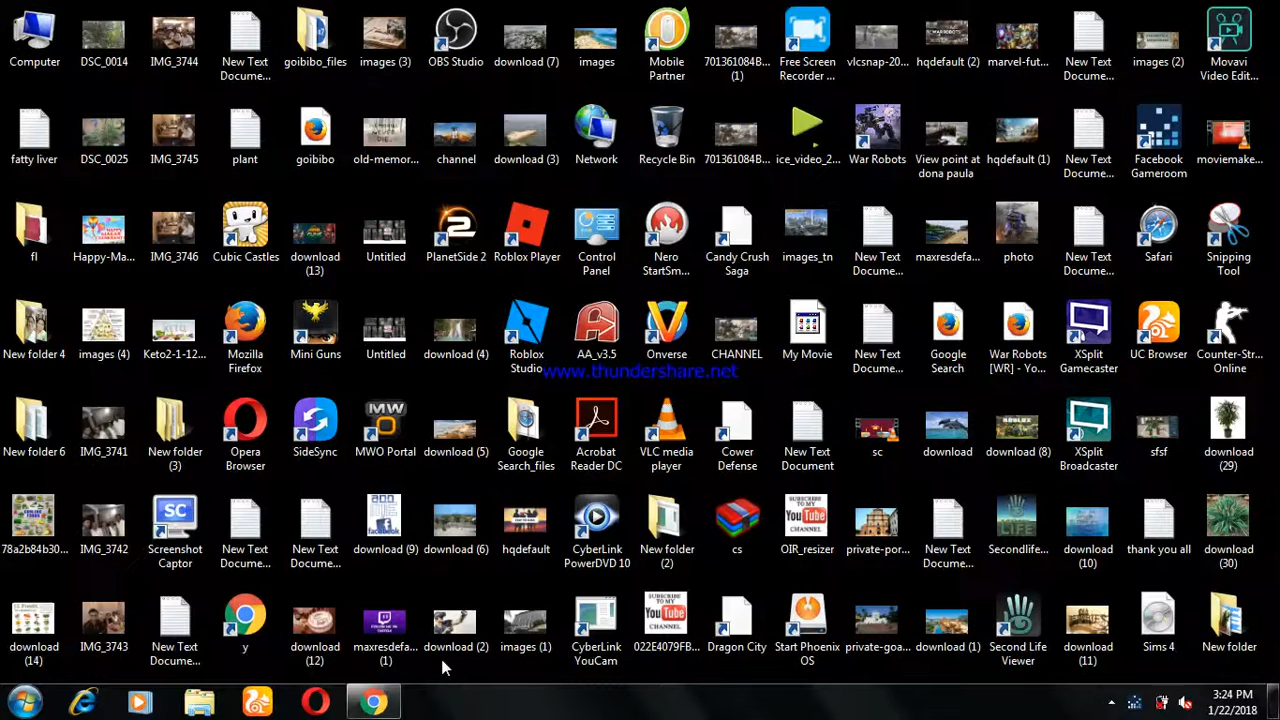 Computer
DSC_0014
IMG_3744
New Text
Docume...
goibibo_files
images (3)
OBS Studio
download (7)
images
Mobile
Partner
701361084B...
(1)
Free Screen
Recorder ...
vlcsnap-20...
hqdefault (2)
marvel-fut...
New Text
Docume...
images (2)
Movavi
Video Edit...
fatty liver
DSC_0025
IMG_3745
plant
goibibo
old-memor...
channel
download (3)
Network
Recycle Bin
701361084B...
ice_video_2...
War Robots
View point at
dona paula
hqdefault (1)
New Text
Docume...
Facebook
Gameroom
moviemake...
fl
Happy-Ma...
IMG_3746
Cubic Castles
download
(13)
Untitled
PlanetSide 2
Roblox Player
Control
Panel
Nero
StartSm...
Candy Crush
Saga
images_tn
New Text
Docume...
maxresdefa...
photo
New Text
Docume...
Safari
Snipping
Tool
New folder 4
images (4)
Keto2-1-12...
Mozilla
Firefox
Mini Guns
Untitled
download (4)
Roblox
Studio
AA_v3.5
Onverse
CHANNEL
My Movie
New Text
Docume...
Google
Search
War Robots
[WR] - Yo...
XSplit
Gamecaster
UC Browser
Counter-Str...
Online
www.thundershare.net
New folder 6
IMG_3741
New folder
(3)
Opera
Browser
SideSync
MWO
MWO Portal
download (5)
Google
Search_files
Acrobat
Reader DC
VLC media
player
Cower
Defense
New Text
Document
sc
download
download (8)
XSplit
Broadcaster
sfsf
download
(29)
78a2b84b30...
IMG_3742
SC
Screenshot
Captor
New Text
Docume...
New Text
Docume...
download (9)
download (6)
hqdefault
CyberLink
PowerDVD 10
New folder
(2)
cs
SUBSCRIBE
TO MY
YouTube
CHANNEL
OIR_resizer
private-por...
New Text
Docume...
Secondlife...
download
(10)
thank you all
download
(30)
download
(14)
IMG_3743
New Text
Docume...
y
download
(12)
maxresdefa...
(1)
download (2)
images (1)
CyberLink
YouCam
SUBSCRIBE
TO MY
YouTube
CHANNEL
022E4079FB...
Dragon City
Start Phoenix
OS
private-goa...
download (1)
Second Life
Viewer
download
(11)
Sims 4
New folder
3:24 PM
1/22/2018